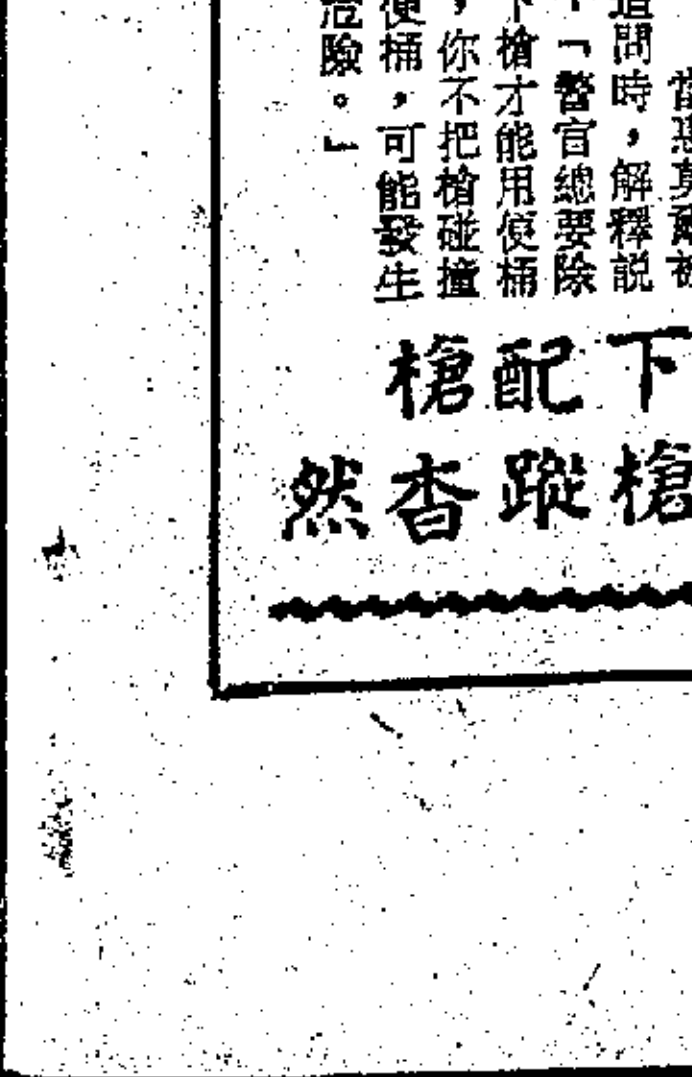 追問時，解釋説
「警官總要除
下槍才能用便桶
，你不把槍碰撞
便桶，可能發生
危險。」
下配槍
槍蹤杳然